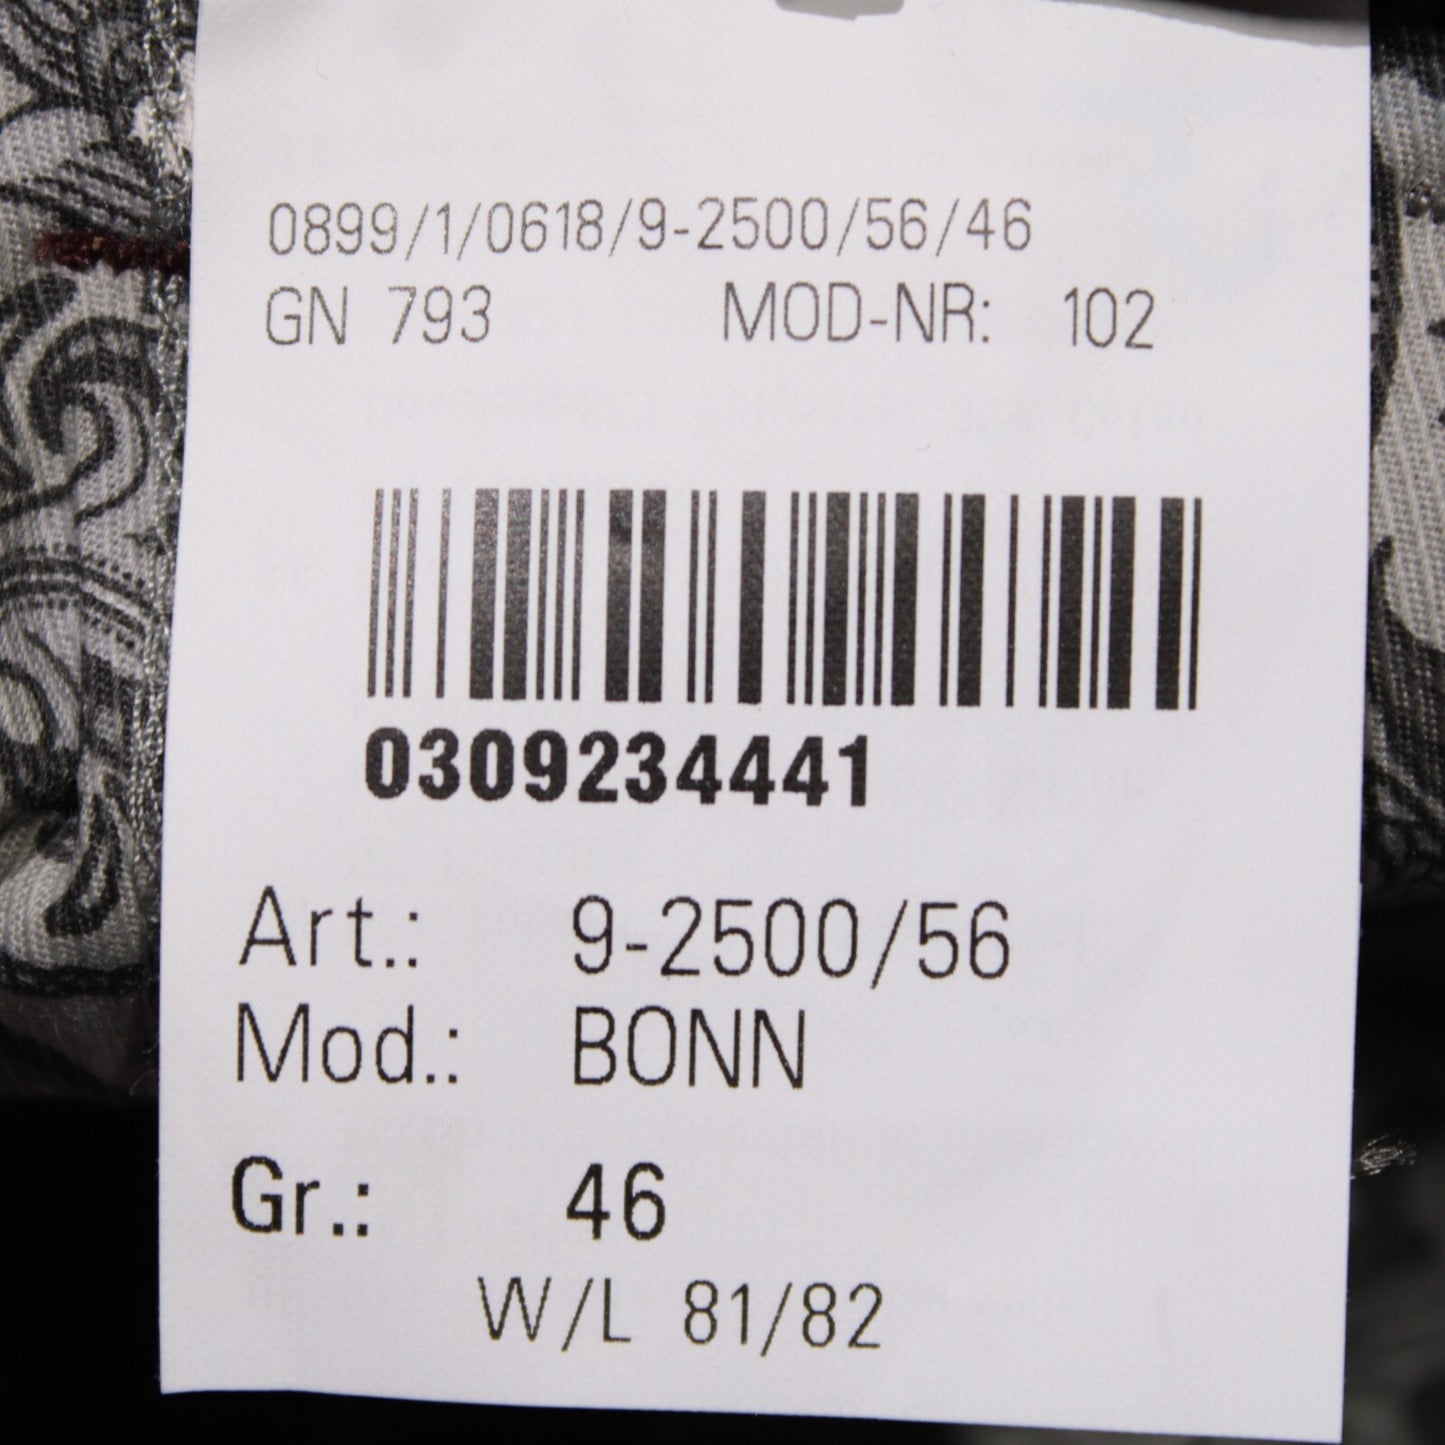 0899/1/0618/9-2500/56/46
GN 793 MOD-NR: 102
0309234441
Art.: 9-2500/56
Mod.: BONN
Gr.: 46
W/L 81/82